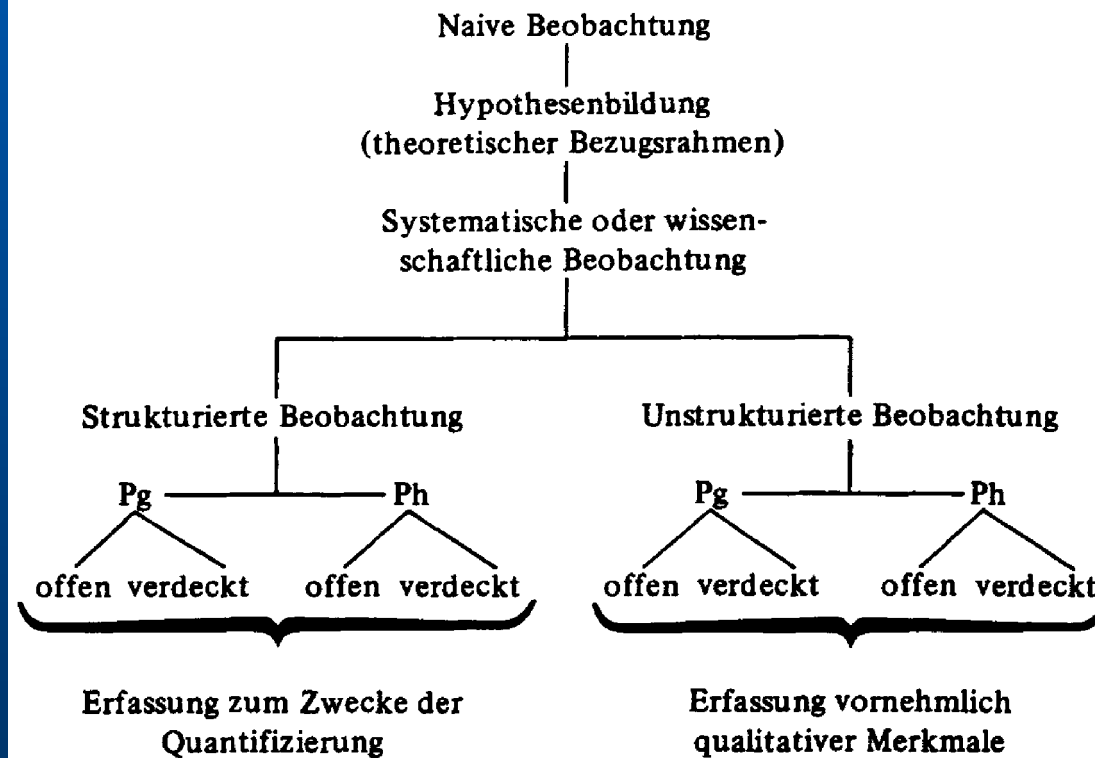 Naive Beobachtung
Hypothesenbildung
(theoretischer Bezugsrahmen)
Systematische oder wissen-
schaftliche Beobachtung
Strukturierte Beobachtung
Unstrukturierte Beobachtung
Pg Ph
Pg Ph
offen verdeckt offen verdeckt
offen verdeckt offen verdeckt
Erfassung zum Zwecke der
Quantifizierung
Erfassung vornehmlich
qualitativer Merkmale